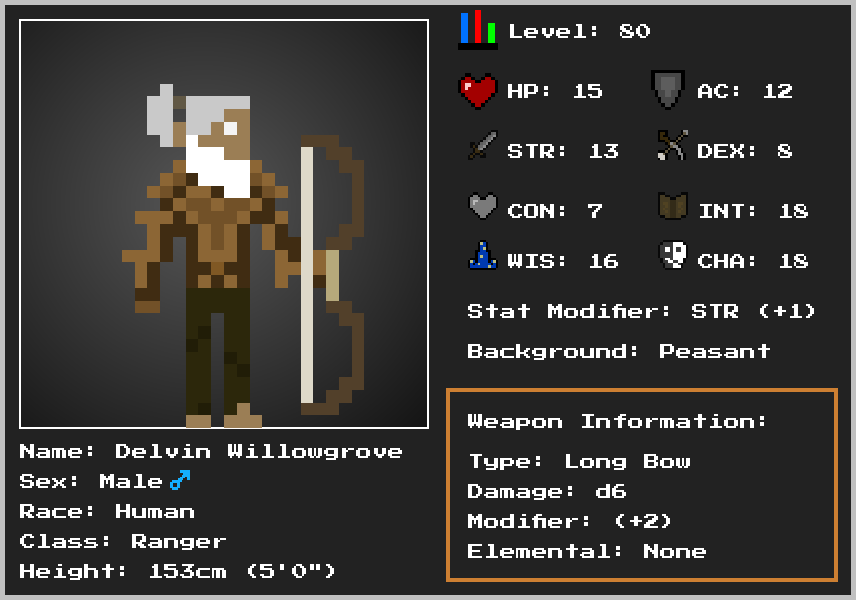 Level: 80
HP: 15 AC: 12
STR: 13 DEX: 8
CON: 7 INT: 18
WIS: 16 CHA: 18
Stat Modifier: STR (+1)
Background: Peasant
Weapon Information:
Type: Long Bow
Damage: d6
Modifier: (+2)
Elemental: None
Name: Delvin Willowgrove
Sex: Male ♂
Race: Human
Class: Ranger
Height: 153cm (5'0")